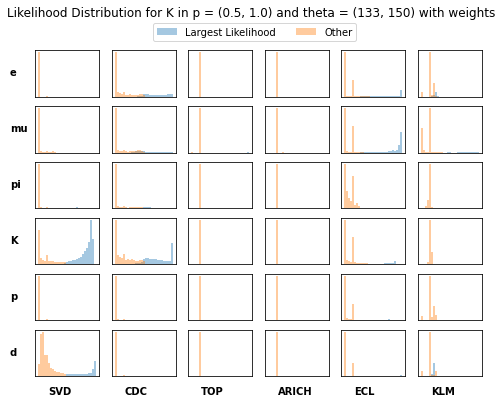 Likelihood Distribution for K in p = (0.5, 1.0) and theta = (133, 150) with weights
Largest Likelihood Other
e
mu
pi
K
p
d
SVD CDC TOP ARICH ECL KLM